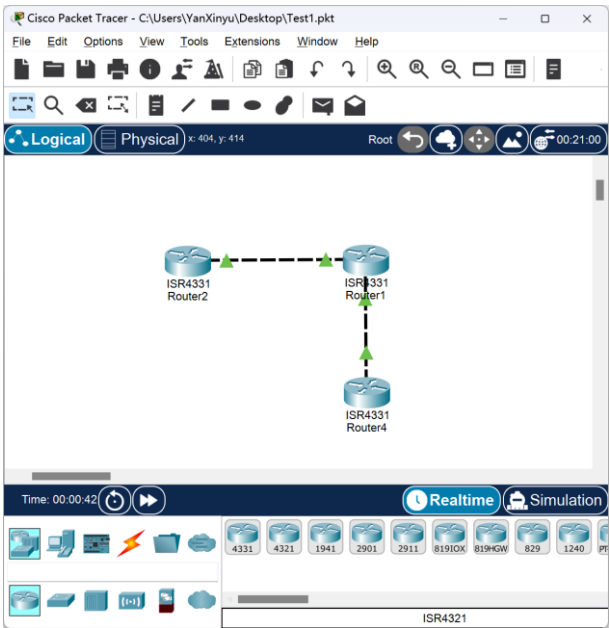 Cisco Packet Tracer - C:\Users\YanXinyu\Desktop\Test1.pkt
File Edit Options View Tools Extensions Window Help
Logical Physical x: 404, y: 414 Root 00:21:00
ISR4331
Router2
ISR4331
Router1
ISR4331
Router4
Time: 00:00:42 Realtime Simulation
4331 4321 1941 2901 2911 819IOX 819HGW 829 1240 PT-
ISR4321